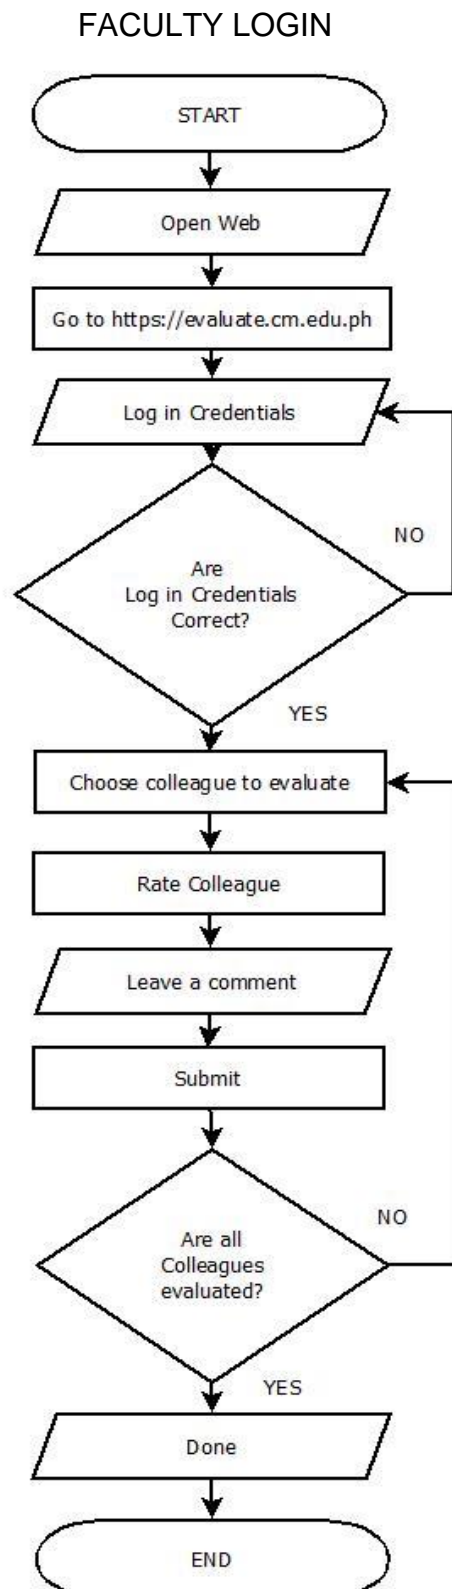 FACULTY LOGIN
START
Open Web
Go to https://evaluate.cm.edu.ph
Log in Credentials
NO
Are
Log in Credentials
Correct?
YES
Choose colleague to evaluate
Rate Colleague
Leave a comment
Submit
NO
Are all
Colleagues
evaluated?
YES
Done
END